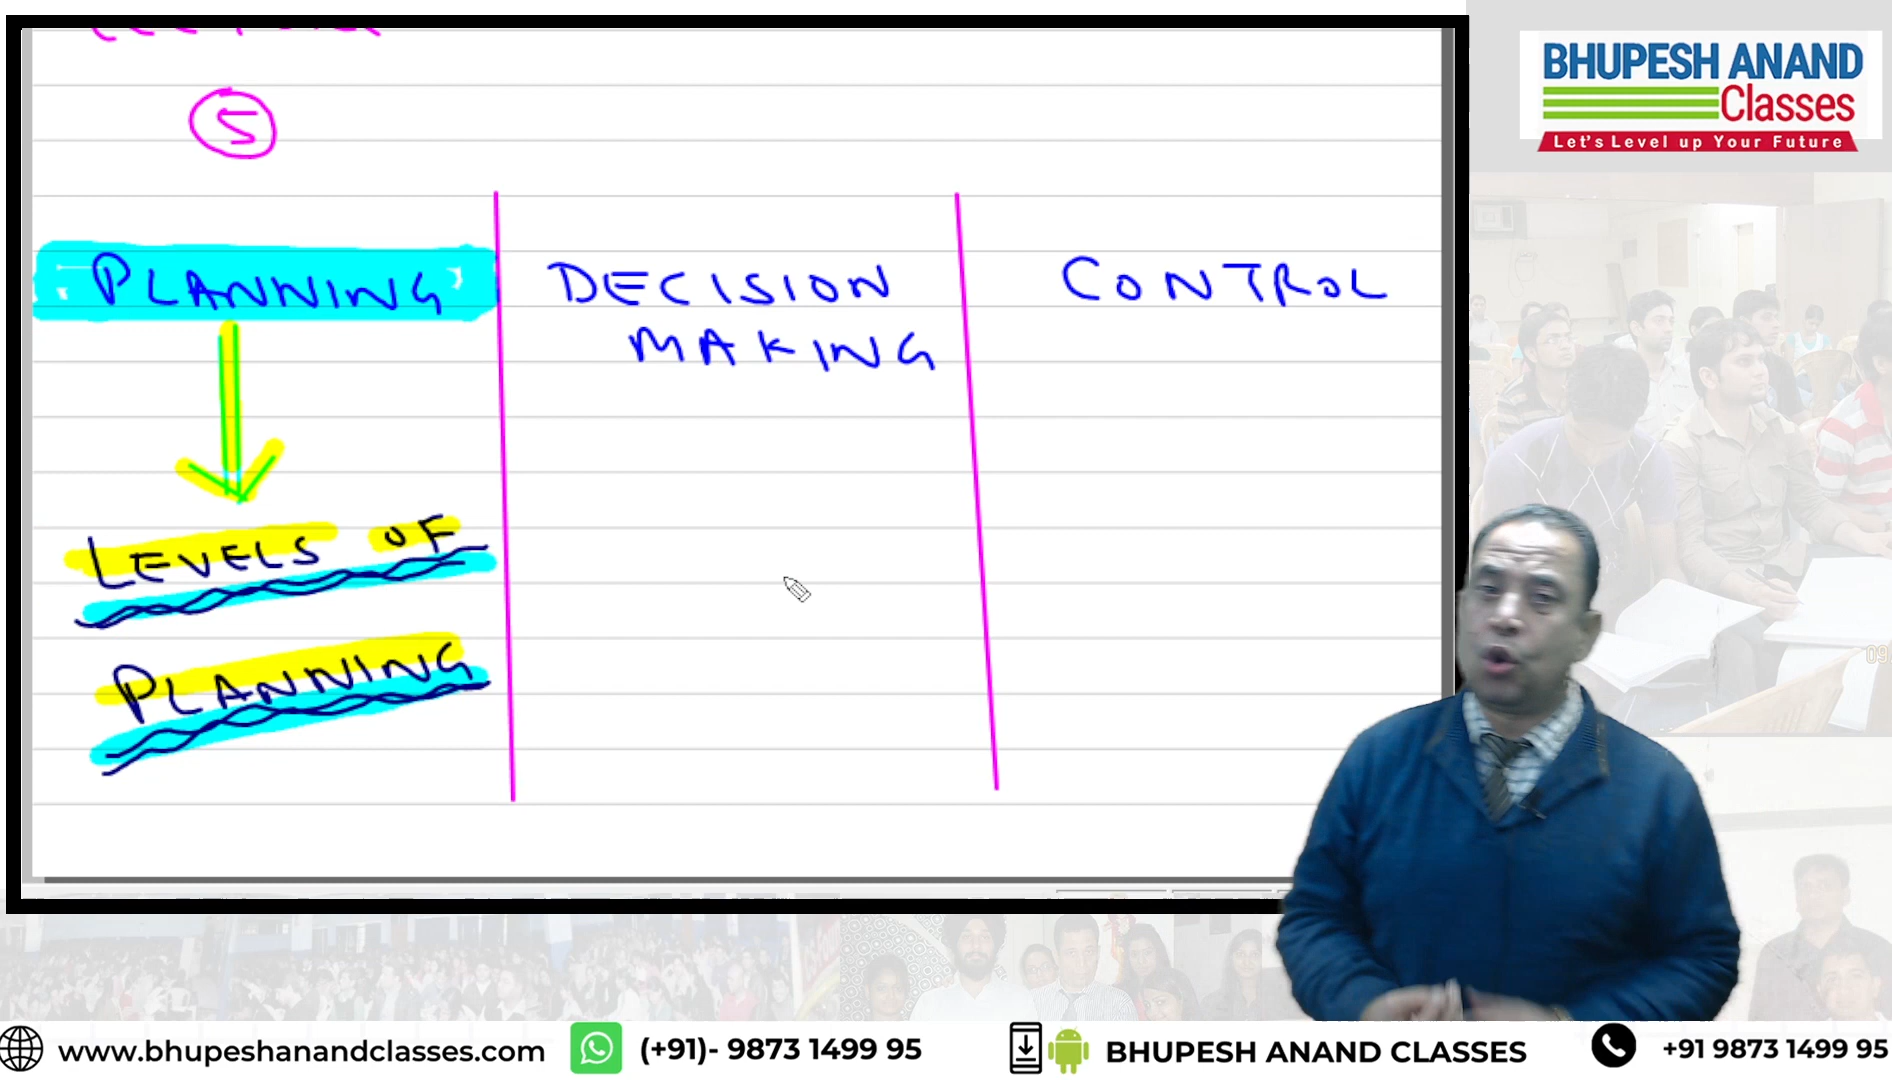 5
PLANNING
DECISION
MAKING
CONTROL
LEVELS OF
PLANNING
BHUPESH ANAND
Classes
Let's Level up Your Future
09
www.bhupeshanandclasses.com
(+91)- 9873 1499 95
BHUPESH ANAND CLASSES
+91 9873 1499 95